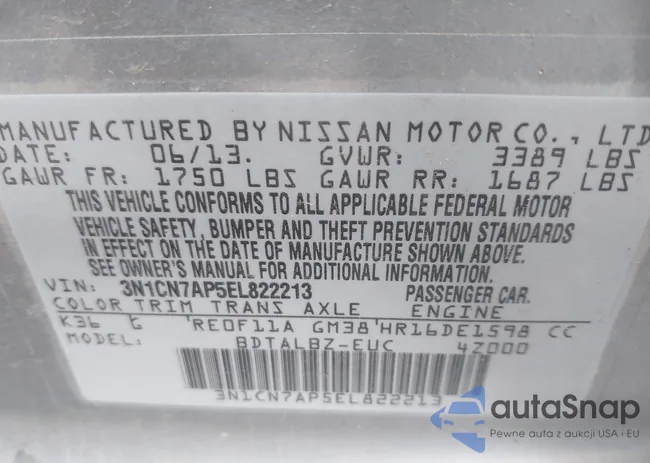 MANUFACTURED BY NISSAN MOTOR CO., LTD
DATE: 06/13. GVWR: 3389 LBS
GAWR FR: 1750 LBS GAWR RR: 1687 LBS
THIS VEHICLE CONFORMS TO ALL APPLICABLE FEDERAL MOTOR
VEHICLE SAFETY, BUMPER AND THEFT PREVENTION STANDARDS
IN EFFECT ON THE DATE OF MANUFACTURE SHOWN ABOVE.
SEE OWNER'S MANUAL FOR ADDITIONAL INFORMATION.
VIN: 3N1CN7AP5EL822213 PASSENGER CAR.
COLOR TRIM TRANS AXLE ENGINE
K36 G RE0F11A GM38 HR16DE1598 CC
MODEL: BDTALBZ-EUC 4Z000
3N1CN7AP5EL822213
autaSnap
Pewne auta z aukcji USA i EU